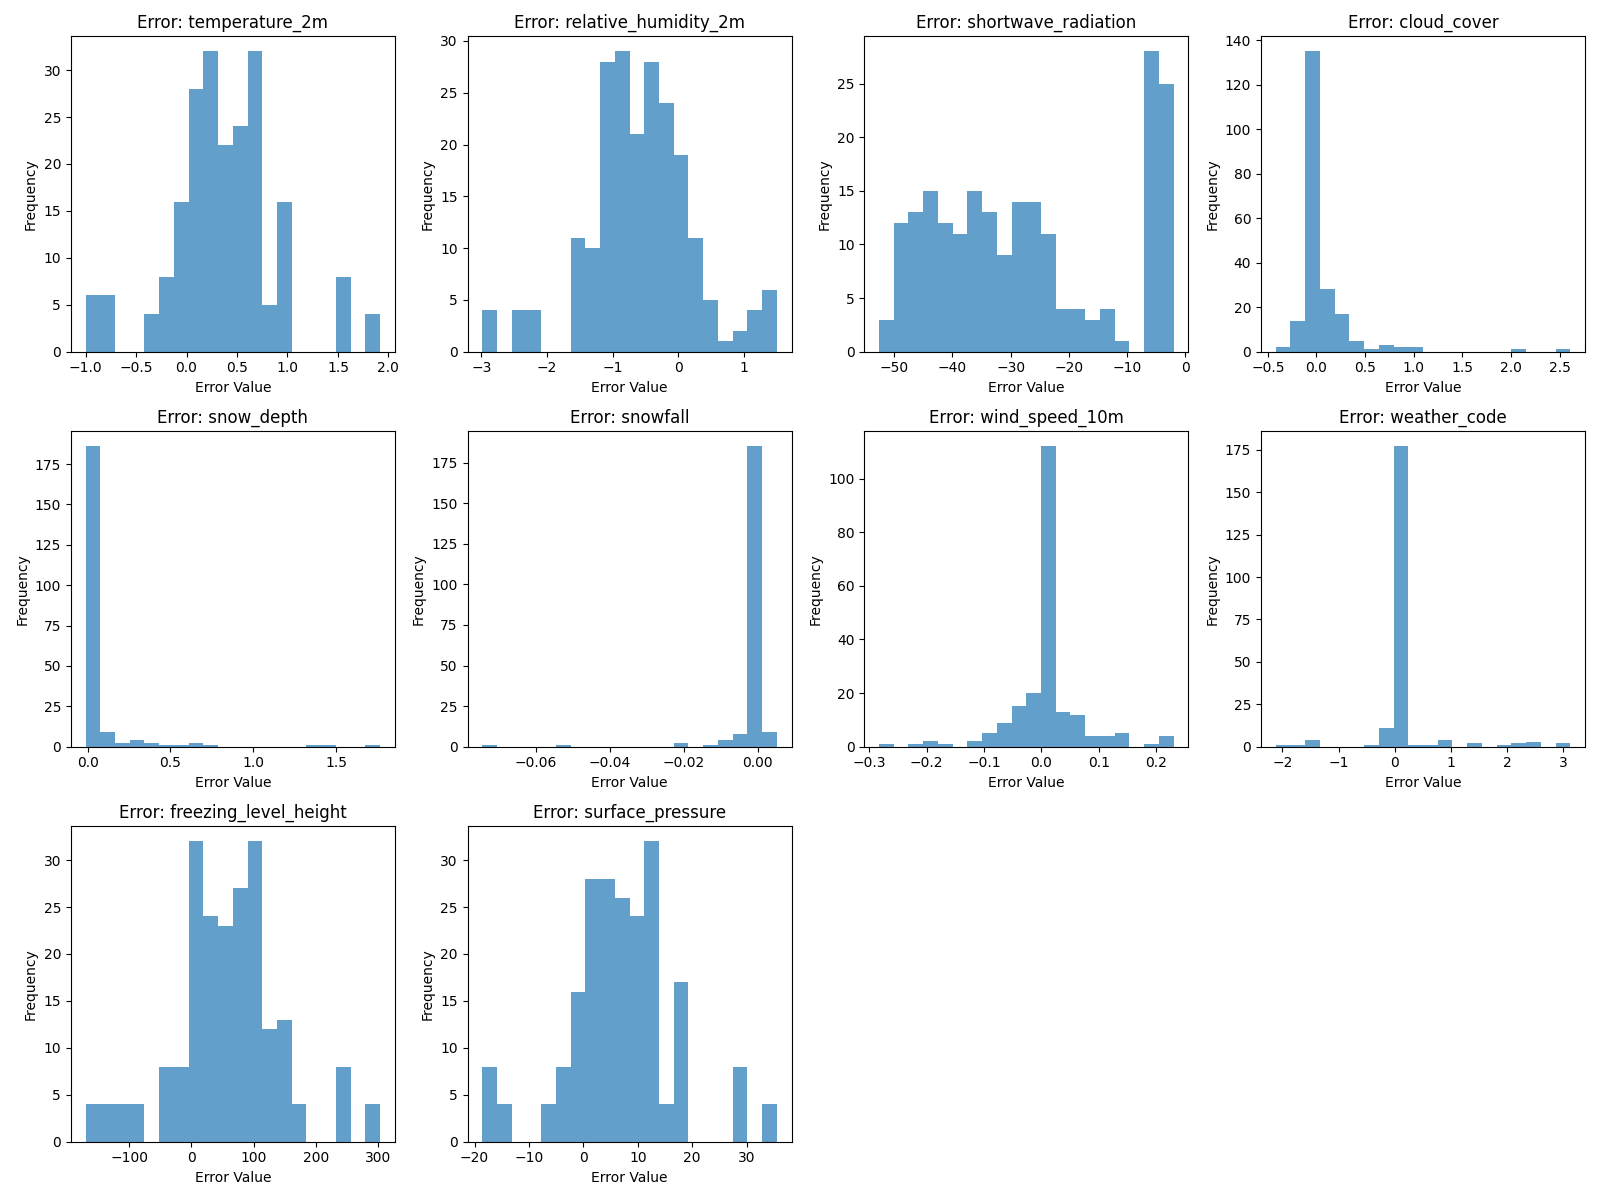 Error: temperature_2m
30
25
20
15
10
5
0
−1.0 −0.5 0.0 0.5 1.0 1.5 2.0
Frequency
Error Value
Error: relative_humidity_2m
30
25
20
15
10
5
0
−3 −2 −1 0 1
Frequency
Error Value
Error: shortwave_radiation
25
20
15
10
5
0
−50 −40 −30 −20 −10 0
Frequency
Error Value
Error: cloud_cover
140
120
100
80
60
40
20
0
−0.5 0.0 0.5 1.0 1.5 2.0 2.5
Frequency
Error Value
Error: snow_depth
175
150
125
100
75
50
25
0
0.0 0.5 1.0 1.5
Frequency
Error Value
Error: snowfall
175
150
125
100
75
50
25
0
−0.06 −0.04 −0.02 0.00
Frequency
Error Value
Error: wind_speed_10m
100
80
60
40
20
0
−0.3 −0.2 −0.1 0.0 0.1 0.2
Frequency
Error Value
Error: weather_code
175
150
125
100
75
50
25
0
−2 −1 0 1 2 3
Frequency
Error Value
Error: freezing_level_height
30
25
20
15
10
5
0
−100 0 100 200 300
Frequency
Error Value
Error: surface_pressure
30
25
20
15
10
5
0
−20 −10 0 10 20 30
Frequency
Error Value